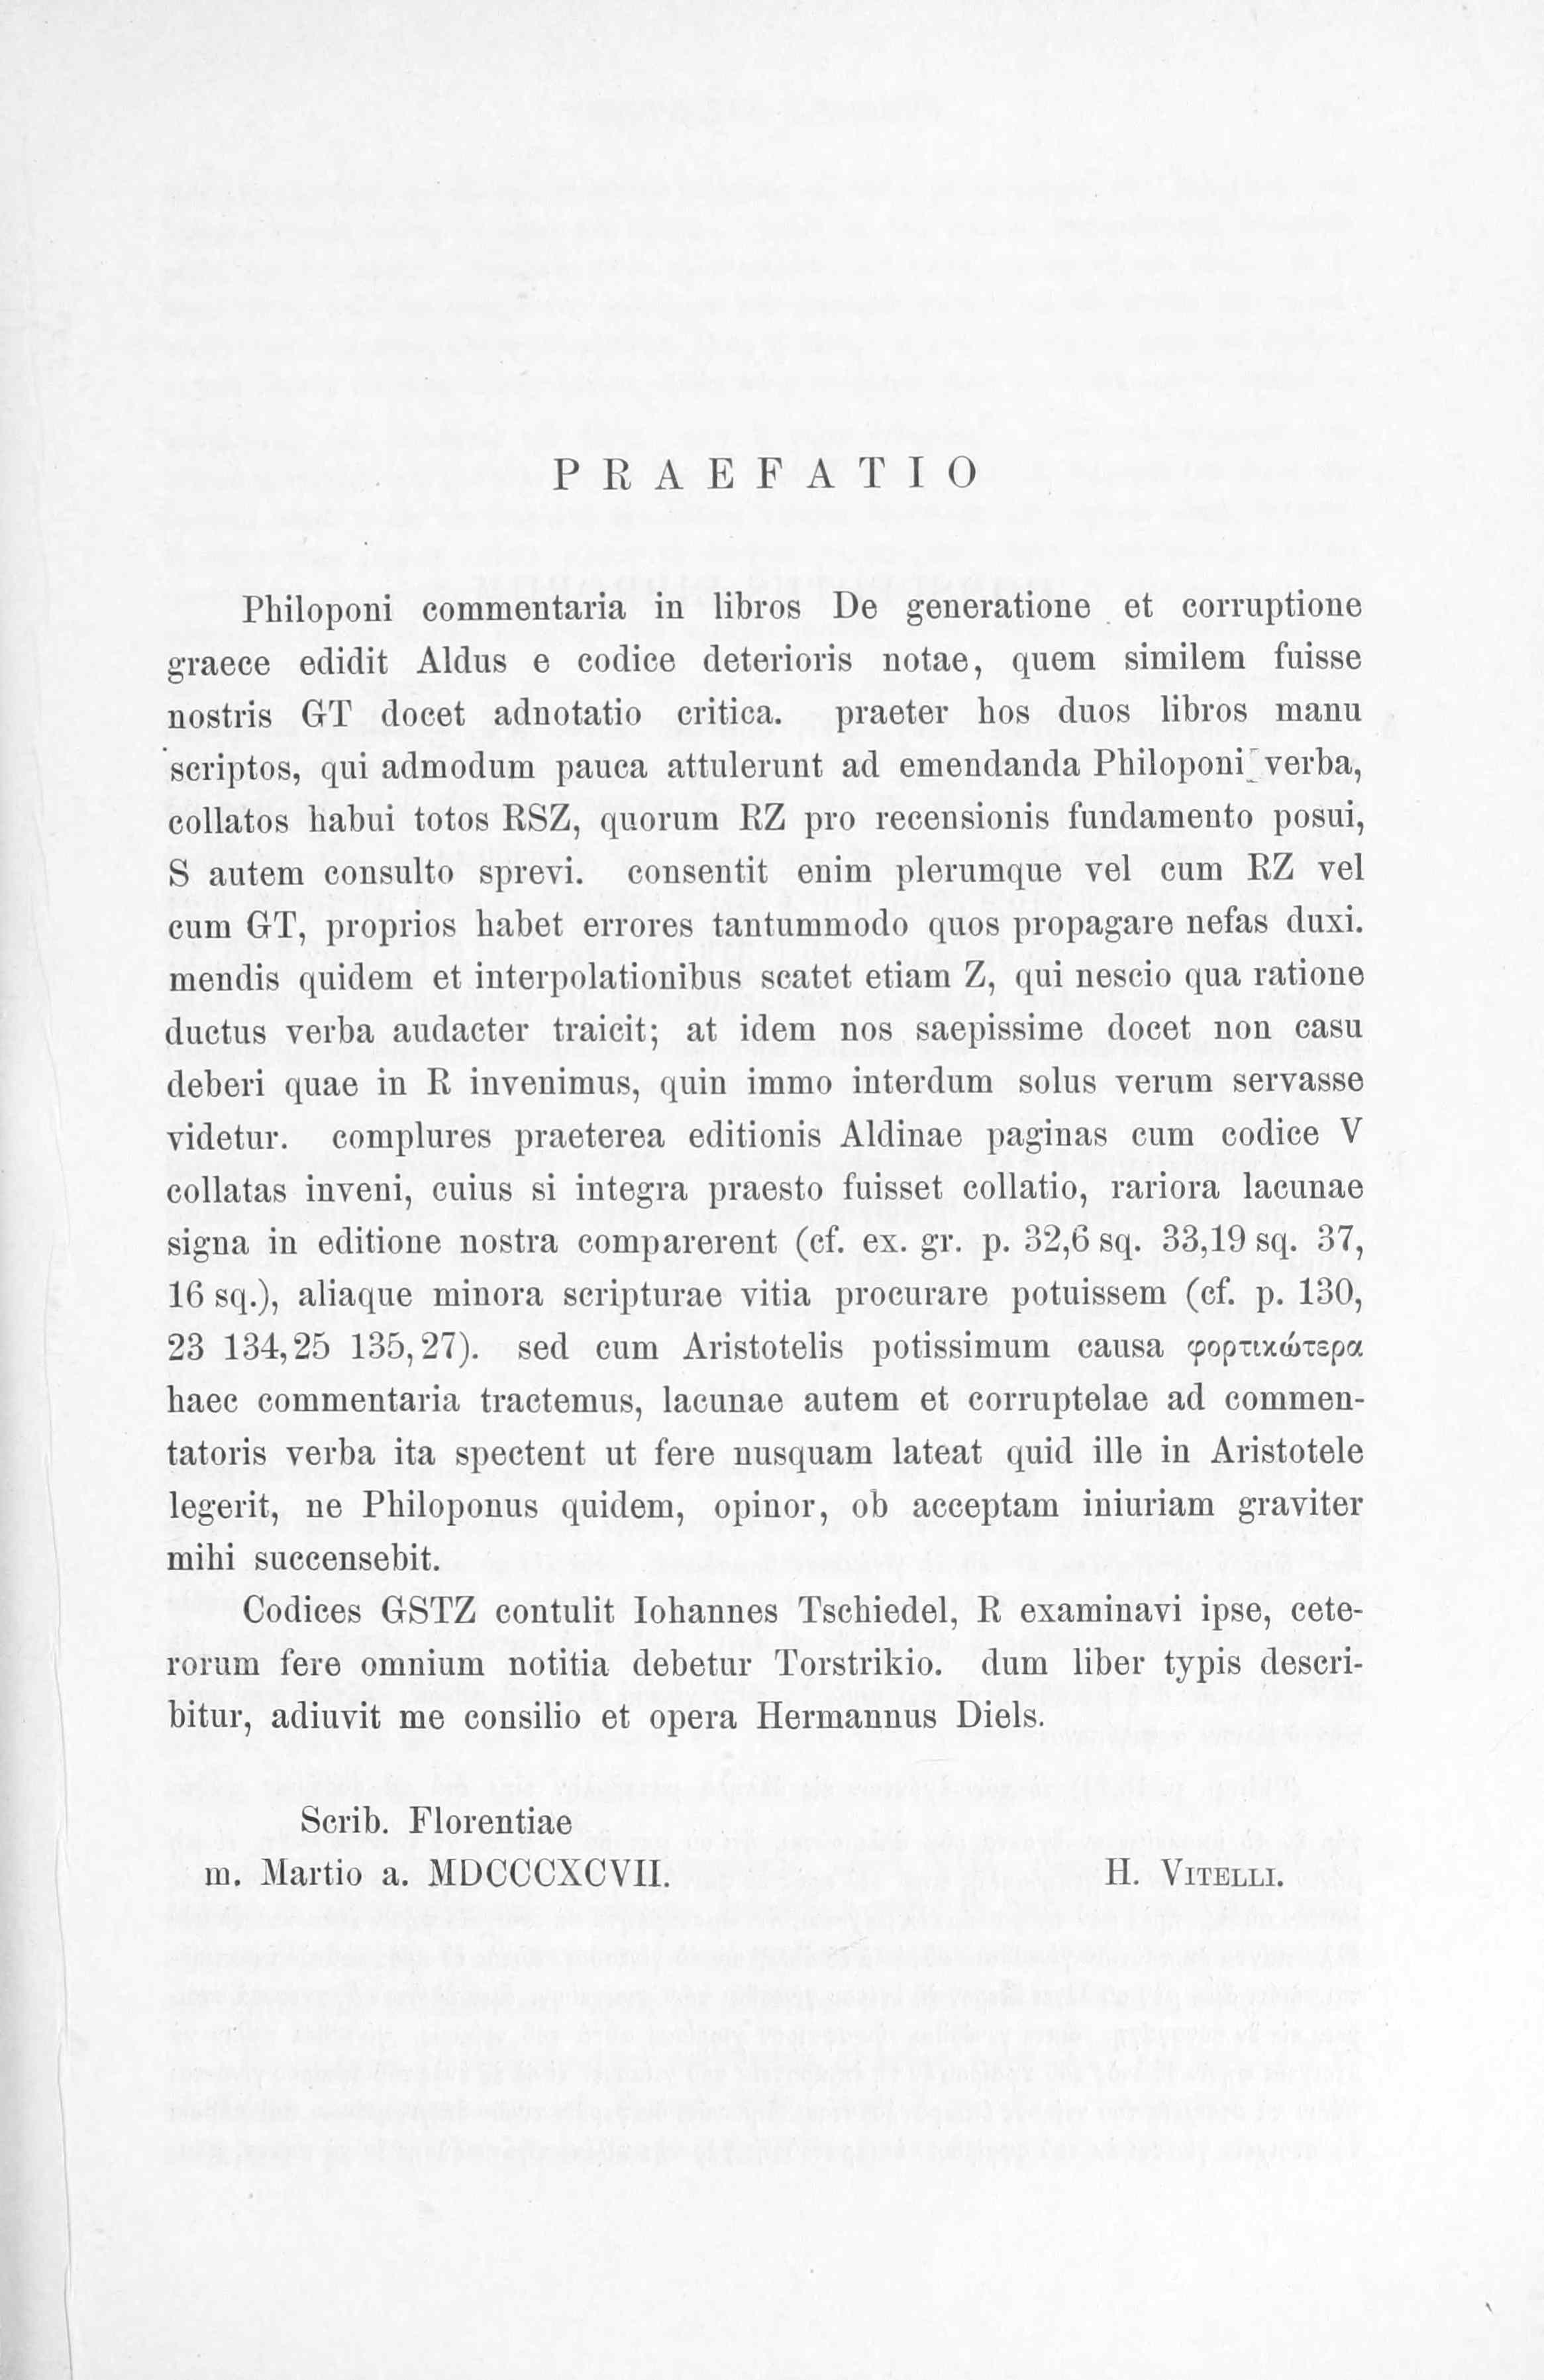 PRAEFATIO
Philoponi commentaria in libros De generatione et corruptione
graece edidit Aldus e codice deterioris notae, quem similem fuisse
nostris GT docet adnotatio critica. praeter hos duos libros manu
scriptos, qui admodum pauca attulerunt ad emendanda Philoponi verba,
collatos habui totos RSZ, quorum RZ pro recensionis fundamento posui,
S autem consulto sprevi. consentit enim plerumque vel cum RZ vel
cum GT, proprios habet errores tantummodo quos propagare nefas duxi.
mendis quidem et interpolationibus scatet etiam Z, qui nescio qua ratione
ductus verba audacter traicit; at idem nos saepissime docet non casu
deberi quae in R invenimus, quin immo interdum solus verum servasse
videtur. complures praeterea editionis Aldinae paginas cum codice V
collatas inveni, cuius si integra praesto fuisset collatio, rariora lacunae
signa in editione nostra comparerent (cf. ex. gr. p. 32,6 sq. 33,19 sq. 37,
16 sq.), aliaque minora scripturae vitia procurare potuissem (cf. p. 130,
23 134,25 135,27). sed cum Aristotelis potissimum causa φορτικώτερα
haec commentaria tractemus, lacunae autem et corruptelae ad commen-
tatoris verba ita spectent ut fere nusquam lateat quid ille in Aristotele
legerit, ne Philoponus quidem, opinor, ob acceptam iniuriam graviter
mihi succensebit.
Codices GSTZ contulit Iohannes Tschiedel, R examinavi ipse, cete-
rorum fere omnium notitia debetur Torstrikio. dum liber typis descri-
bitur, adiuvit me consilio et opera Hermannus Diels.
Scrib. Florentiae
m. Martio a. MDCCCXCVII. H. VITELLI.